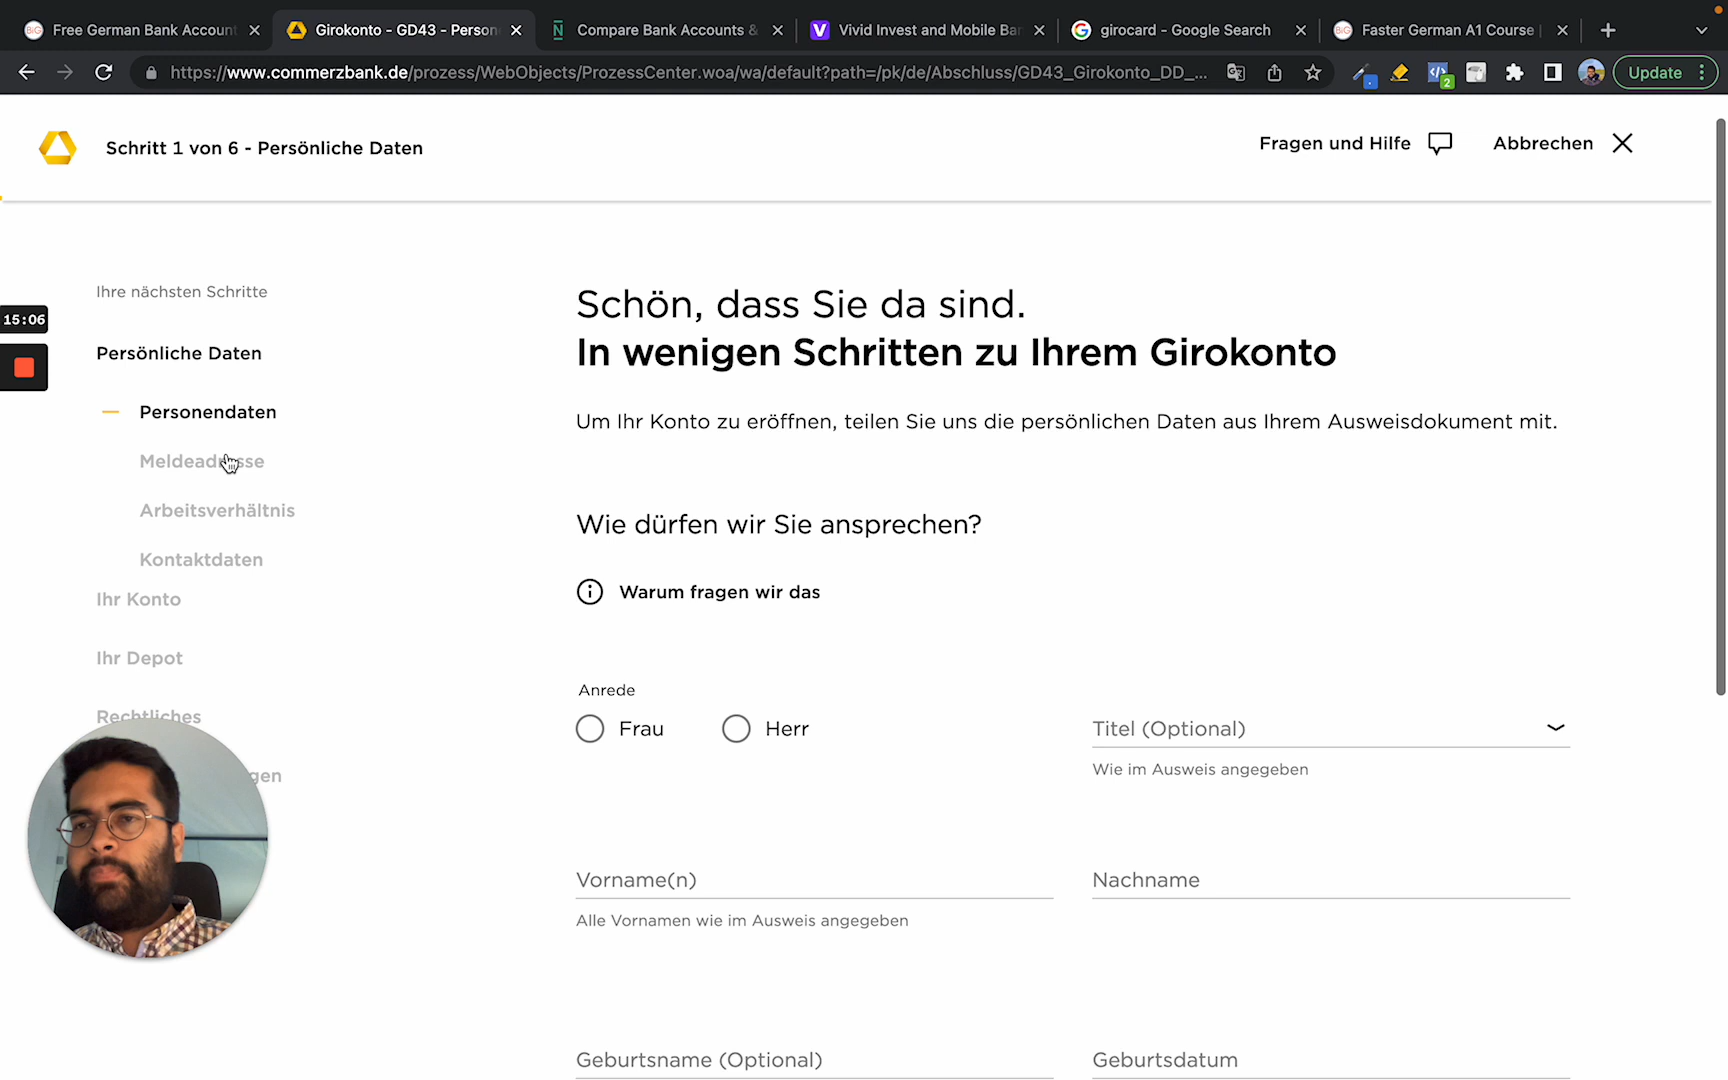 Free German Bank Account
Girokonto - GD43 - Person
Compare Bank Accounts &
Vivid Invest and Mobile Ban
girocard - Google Search
Faster German A1 Course |
https://www.commerzbank.de/prozess/WebObjects/ProzessCenter.woa/wa/default?path=/pk/de/Abschluss/GD43_Girokonto_DD_...
2
Update
Schritt 1 von 6 - Persönliche Daten
Fragen und Hilfe
Abbrechen
Ihre nächsten Schritte
15:06
Persönliche Daten
Personendaten
Meldeadresse
Arbeitsverhältnis
Kontaktdaten
Ihr Konto
Ihr Depot
Rechtliches
gen
Schön, dass Sie da sind.
In wenigen Schritten zu Ihrem Girokonto
Um Ihr Konto zu eröffnen, teilen Sie uns die persönlichen Daten aus Ihrem Ausweisdokument mit.
Wie dürfen wir Sie ansprechen?
Warum fragen wir das
Anrede
Frau
Herr
Titel (Optional)
Wie im Ausweis angegeben
Vorname(n)
Nachname
Alle Vornamen wie im Ausweis angegeben
Geburtsname (Optional)
Geburtsdatum